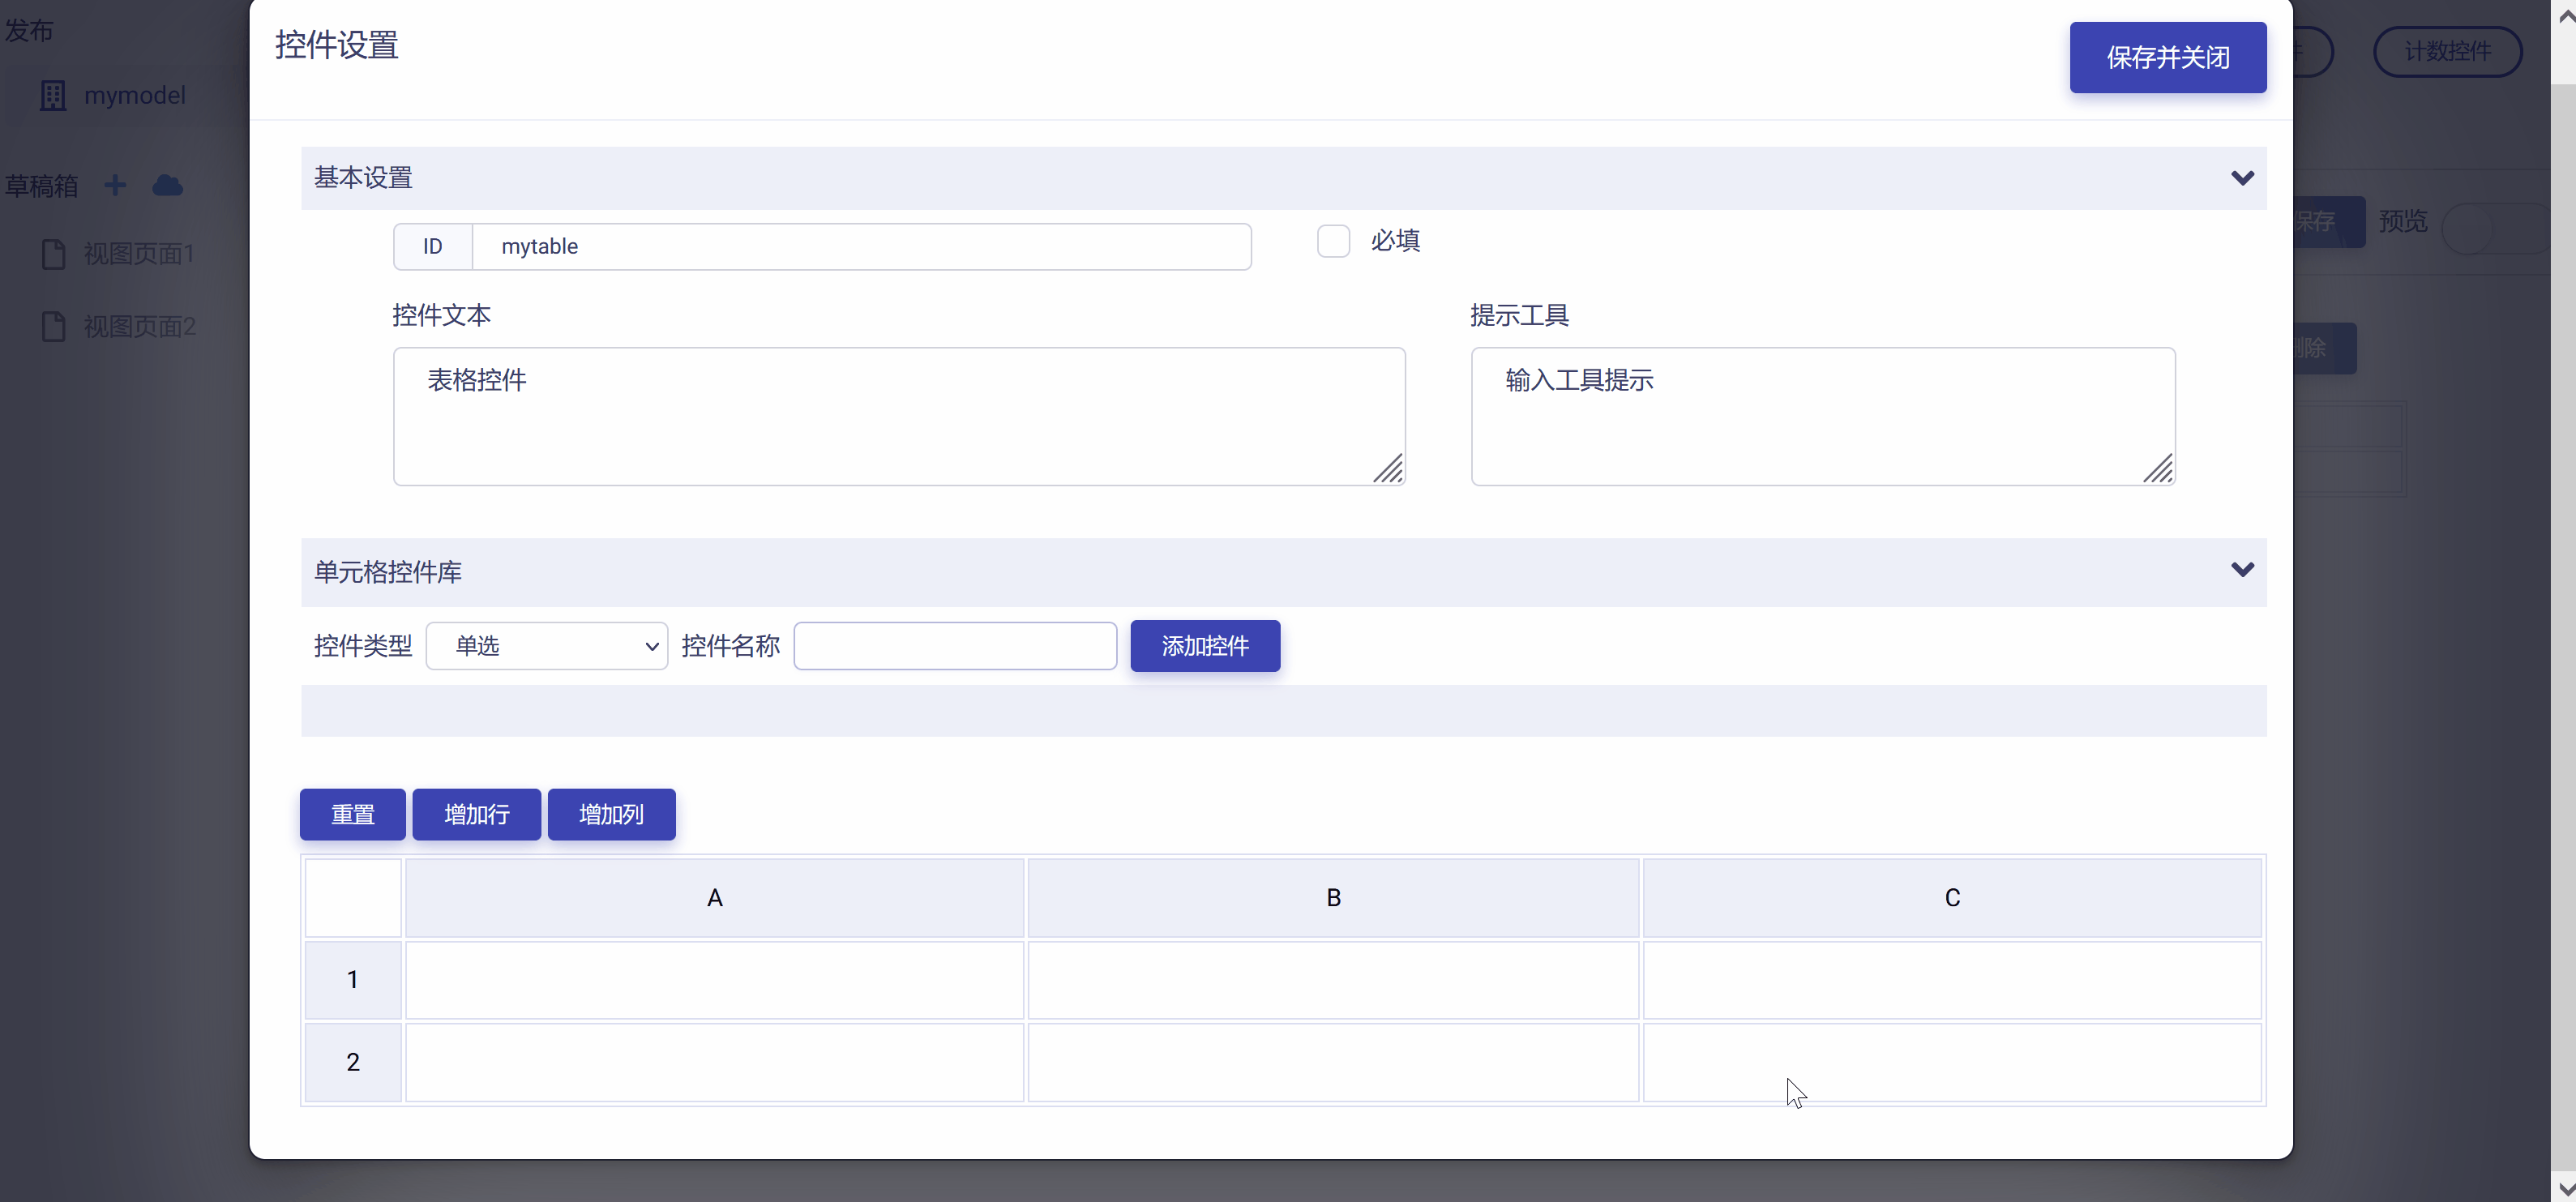 发布
mymodel
草稿箱
视图页面1
视图页面2
控件设置
保存并关闭
件
计数控件
保存
预览
删除
基本设置
ID
mytable
必填
控件文本
提示工具
表格控件
输入工具提示
单元格控件库
控件类型
单选
控件名称
添加控件
重置
增加行
增加列
A
B
C
1
2